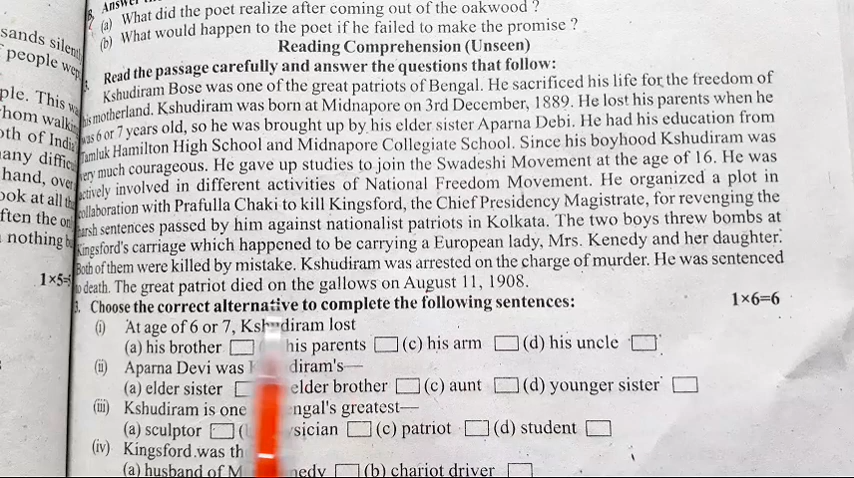 sands silent
people wep
ple. This w
hom walki
oth of Indi
any diffic
hand, over
ook at all th
ften the or
nothing b
1×5=5
Answer
(a) What did the poet realize after coming out of the oakwood ?
(b) What would happen to the poet if he failed to make the promise ?
Reading Comprehension (Unseen)
Read the passage carefully and answer the questions that follow:
Kshudiram Bose was one of the great patriots of Bengal. He sacrificed his life for the freedom of
his motherland. Kshudiram was born at Midnapore on 3rd December, 1889. He lost his parents when he
was 6 or 7 years old, so he was brought up by his elder sister Aparna Debi. He had his education from
Tamluk Hamilton High School and Midnapore Collegiate School. Since his boyhood Kshudiram was
very much courageous. He gave up studies to join the Swadeshi Movement at the age of 16. He was
actively involved in different activities of National Freedom Movement. He organized a plot in
collaboration with Prafulla Chaki to kill Kingsford, the Chief Presidency Magistrate, for revenging the
harsh sentences passed by him against nationalist patriots in Kolkata. The two boys threw bombs at
Kingsford's carriage which happened to be carrying a European lady, Mrs. Kenedy and her daughter.
Both of them were killed by mistake. Kshudiram was arrested on the charge of murder. He was sentenced
to death. The great patriot died on the gallows on August 11, 1908.
Choose the correct alternative to complete the following sentences: 1×6=6
(i) At age of 6 or 7, Kshudiram lost
(a) his brother his parents (c) his arm (d) his uncle
(ii) Aparna Devi was diram's—
(a) elder sister elder brother (c) aunt (d) younger sister
(iii) Kshudiram is one engal's greatest—
(a) sculptor sician (c) patriot (d) student
(iv) Kingsford was th
(a) husband of M nedy (b) chariot driver